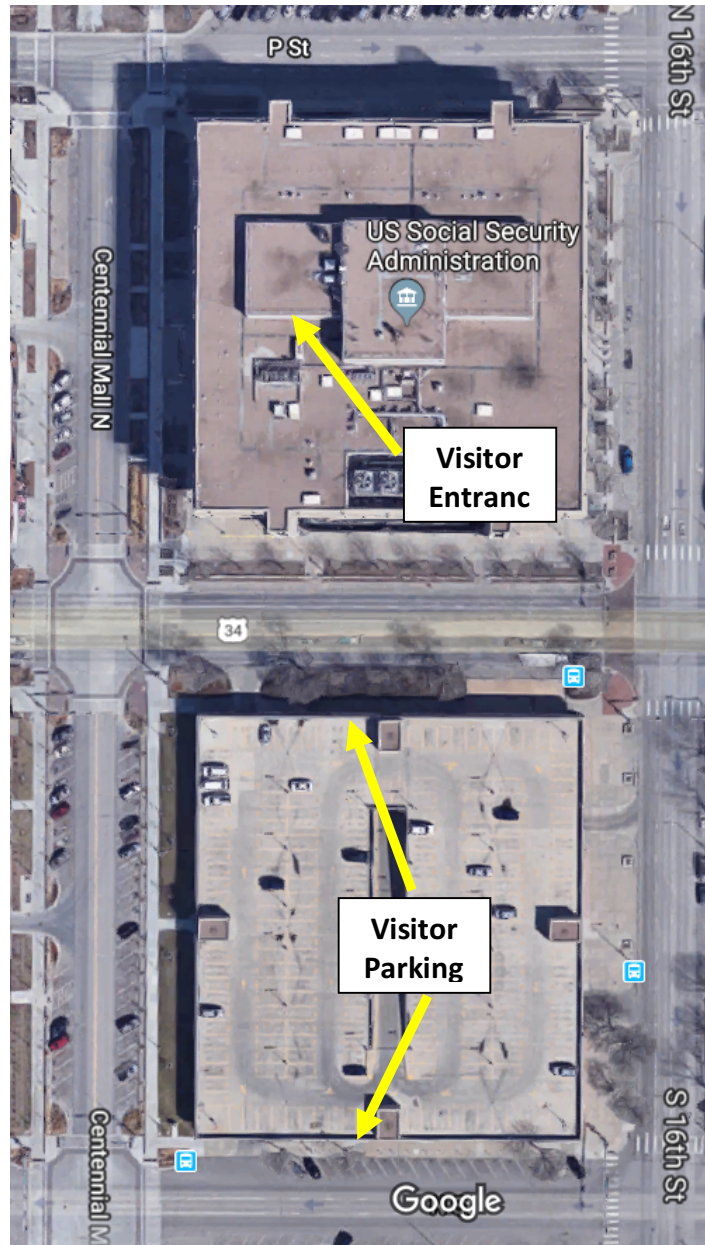 P St
N 16th St
US Social Security
Administration
Centennial Mall N
Visitor
Entranc
34
Visitor
Parking
S 16th St
Centennial M
Google